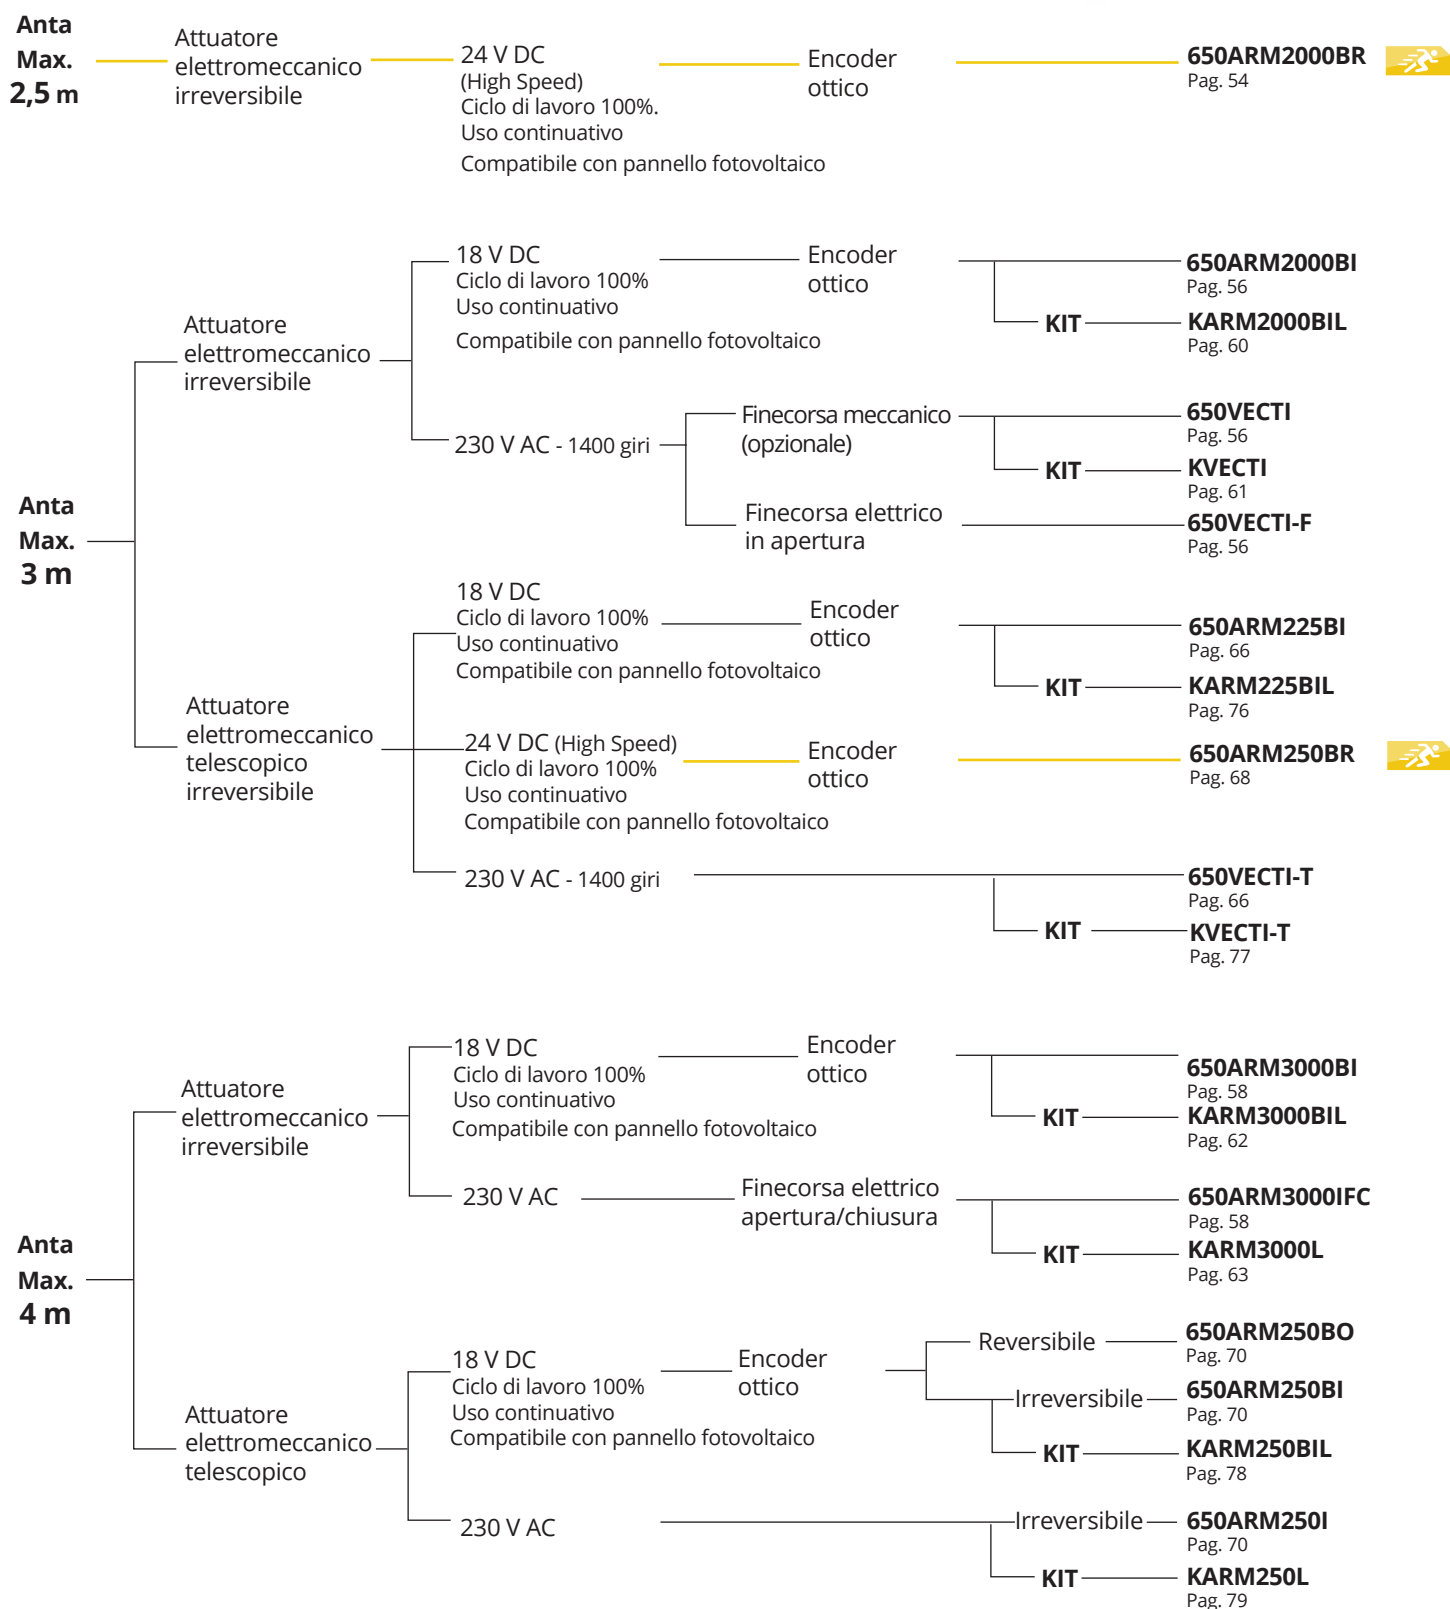 Anta
Max.
2,5 m
Attuatore
elettromeccanico
irreversibile
24 V DC
(High Speed)
Ciclo di lavoro 100%.
Uso continuativo
Compatibile con pannello fotovoltaico
Encoder
ottico
650ARM2000BR
Pag. 54
Anta
Max.
3 m
Attuatore
elettromeccanico
irreversibile
18 V DC
Ciclo di lavoro 100%
Uso continuativo
Compatibile con pannello fotovoltaico
Encoder
ottico
650ARM2000BI
Pag. 56
KIT
KARM2000BIL
Pag. 60
230 V AC - 1400 giri
Finecorsa meccanico
(opzionale)
650VECTI
Pag. 56
KIT
KVECTI
Pag. 61
Finecorsa elettrico
in apertura
650VECTI-F
Pag. 56
Attuatore
elettromeccanico
telescopico
irreversibile
18 V DC
Ciclo di lavoro 100%
Uso continuativo
Compatibile con pannello fotovoltaico
Encoder
ottico
650ARM225BI
Pag. 66
KIT
KARM225BIL
Pag. 76
24 V DC (High Speed)
Ciclo di lavoro 100%
Uso continuativo
Compatibile con pannello fotovoltaico
Encoder
ottico
650ARM250BR
Pag. 68
230 V AC - 1400 giri
650VECTI-T
Pag. 66
KIT
KVECTI-T
Pag. 77
Anta
Max.
4 m
Attuatore
elettromeccanico
irreversibile
18 V DC
Ciclo di lavoro 100%
Uso continuativo
Compatibile con pannello fotovoltaico
Encoder
ottico
650ARM3000BI
Pag. 58
KIT
KARM3000BIL
Pag. 62
230 V AC
Finecorsa elettrico
apertura/chiusura
650ARM3000IFC
Pag. 58
KIT
KARM3000L
Pag. 63
Attuatore
elettromeccanico
telescopico
18 V DC
Ciclo di lavoro 100%
Uso continuativo
Compatibile con pannello fotovoltaico
Encoder
ottico
Reversibile
650ARM250BO
Pag. 70
Irreversibile
650ARM250BI
Pag. 70
KIT
KARM250BIL
Pag. 78
230 V AC
Irreversibile
650ARM250I
Pag. 70
KIT
KARM250L
Pag. 79